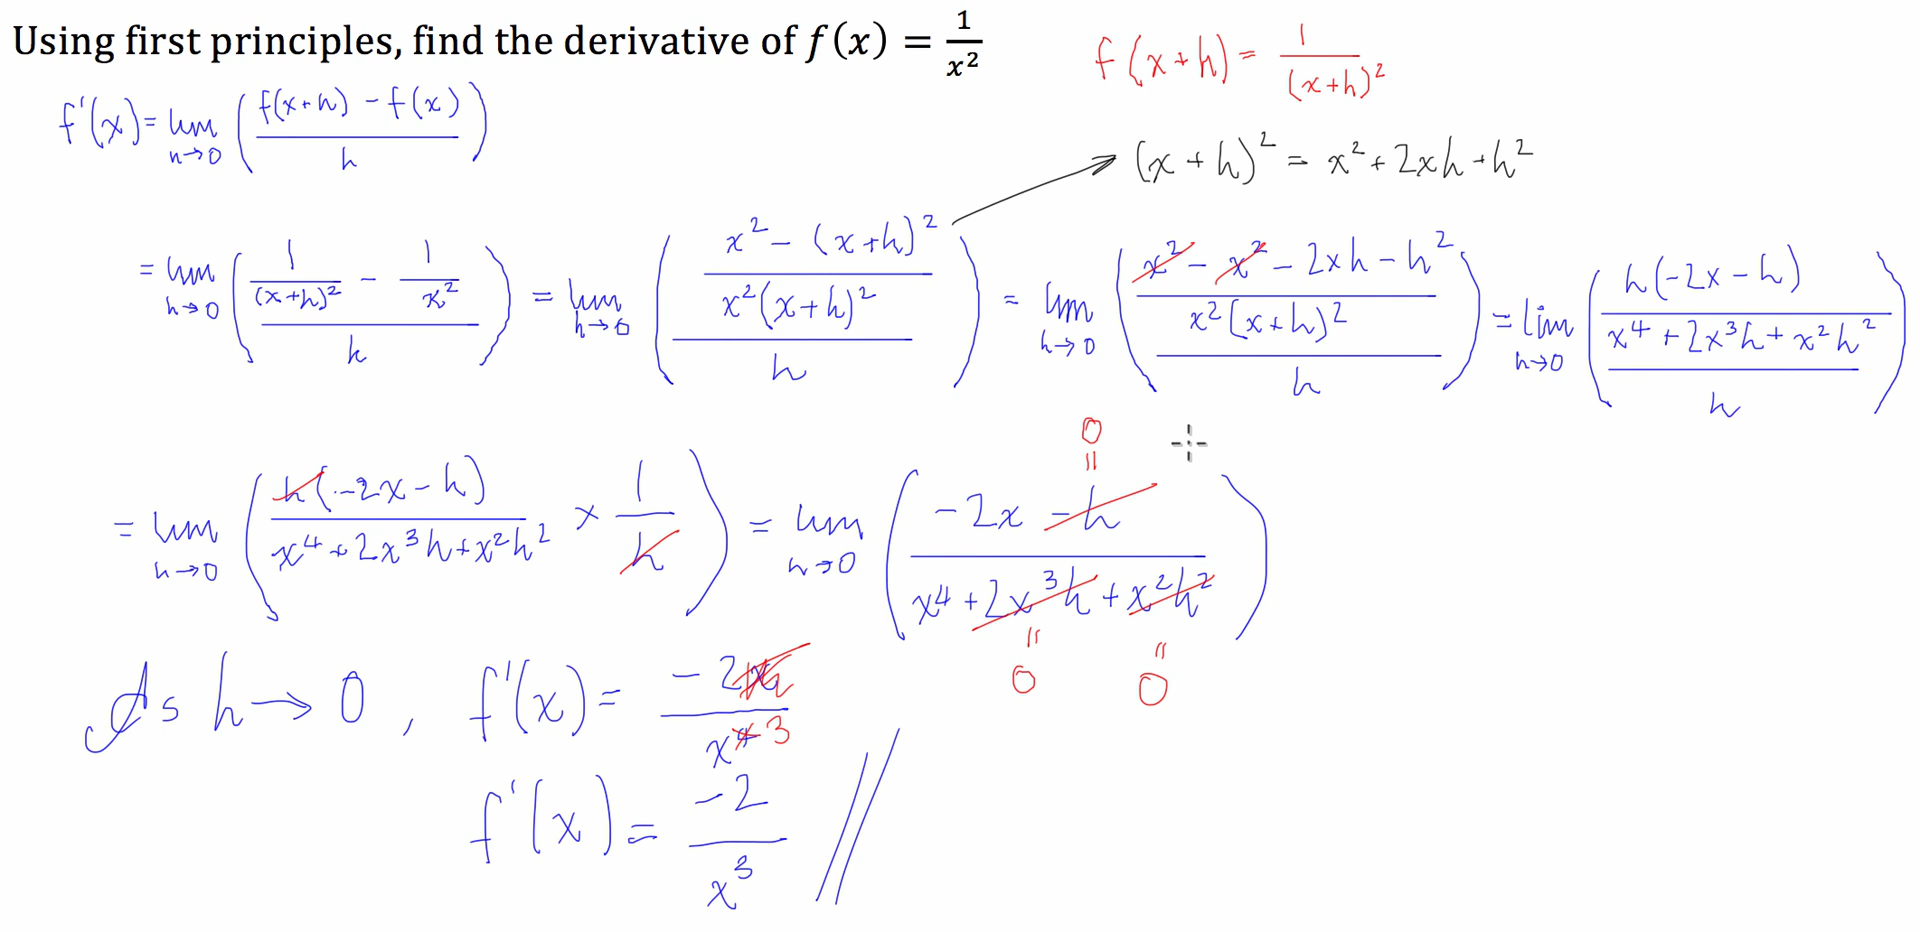 Using first principles, find the derivative of f(x) = 1/x²
f(x+h) = 1/(x+h)²
f'(x) = lim h→0 ( (f(x+h) - f(x)) / h )
(x+h)² = x² + 2xh + h²
= lim h→0 ( (1/(x+h)² - 1/x²) / h ) = lim h→0 ( ((x² - (x+h)²) / (x²(x+h)²)) / h ) = lim h→0 ( ((x² - x² - 2xh - h²) / (x²(x+h)²)) / h ) = lim h→0 ( (h(-2x - h) / (x⁴ + 2x³h + x²h²)) / h )
= lim h→0 ( h(-2x - h) / (x⁴ + 2x³h + x²h²) × 1/h ) = lim h→0 ( (-2x - h) / (x⁴ + 2x³h + x²h²) )
= 0
= 0 = 0
As h → 0 , f'(x) = -2x / x⁴ 3
f'(x) = -2 / x³ //